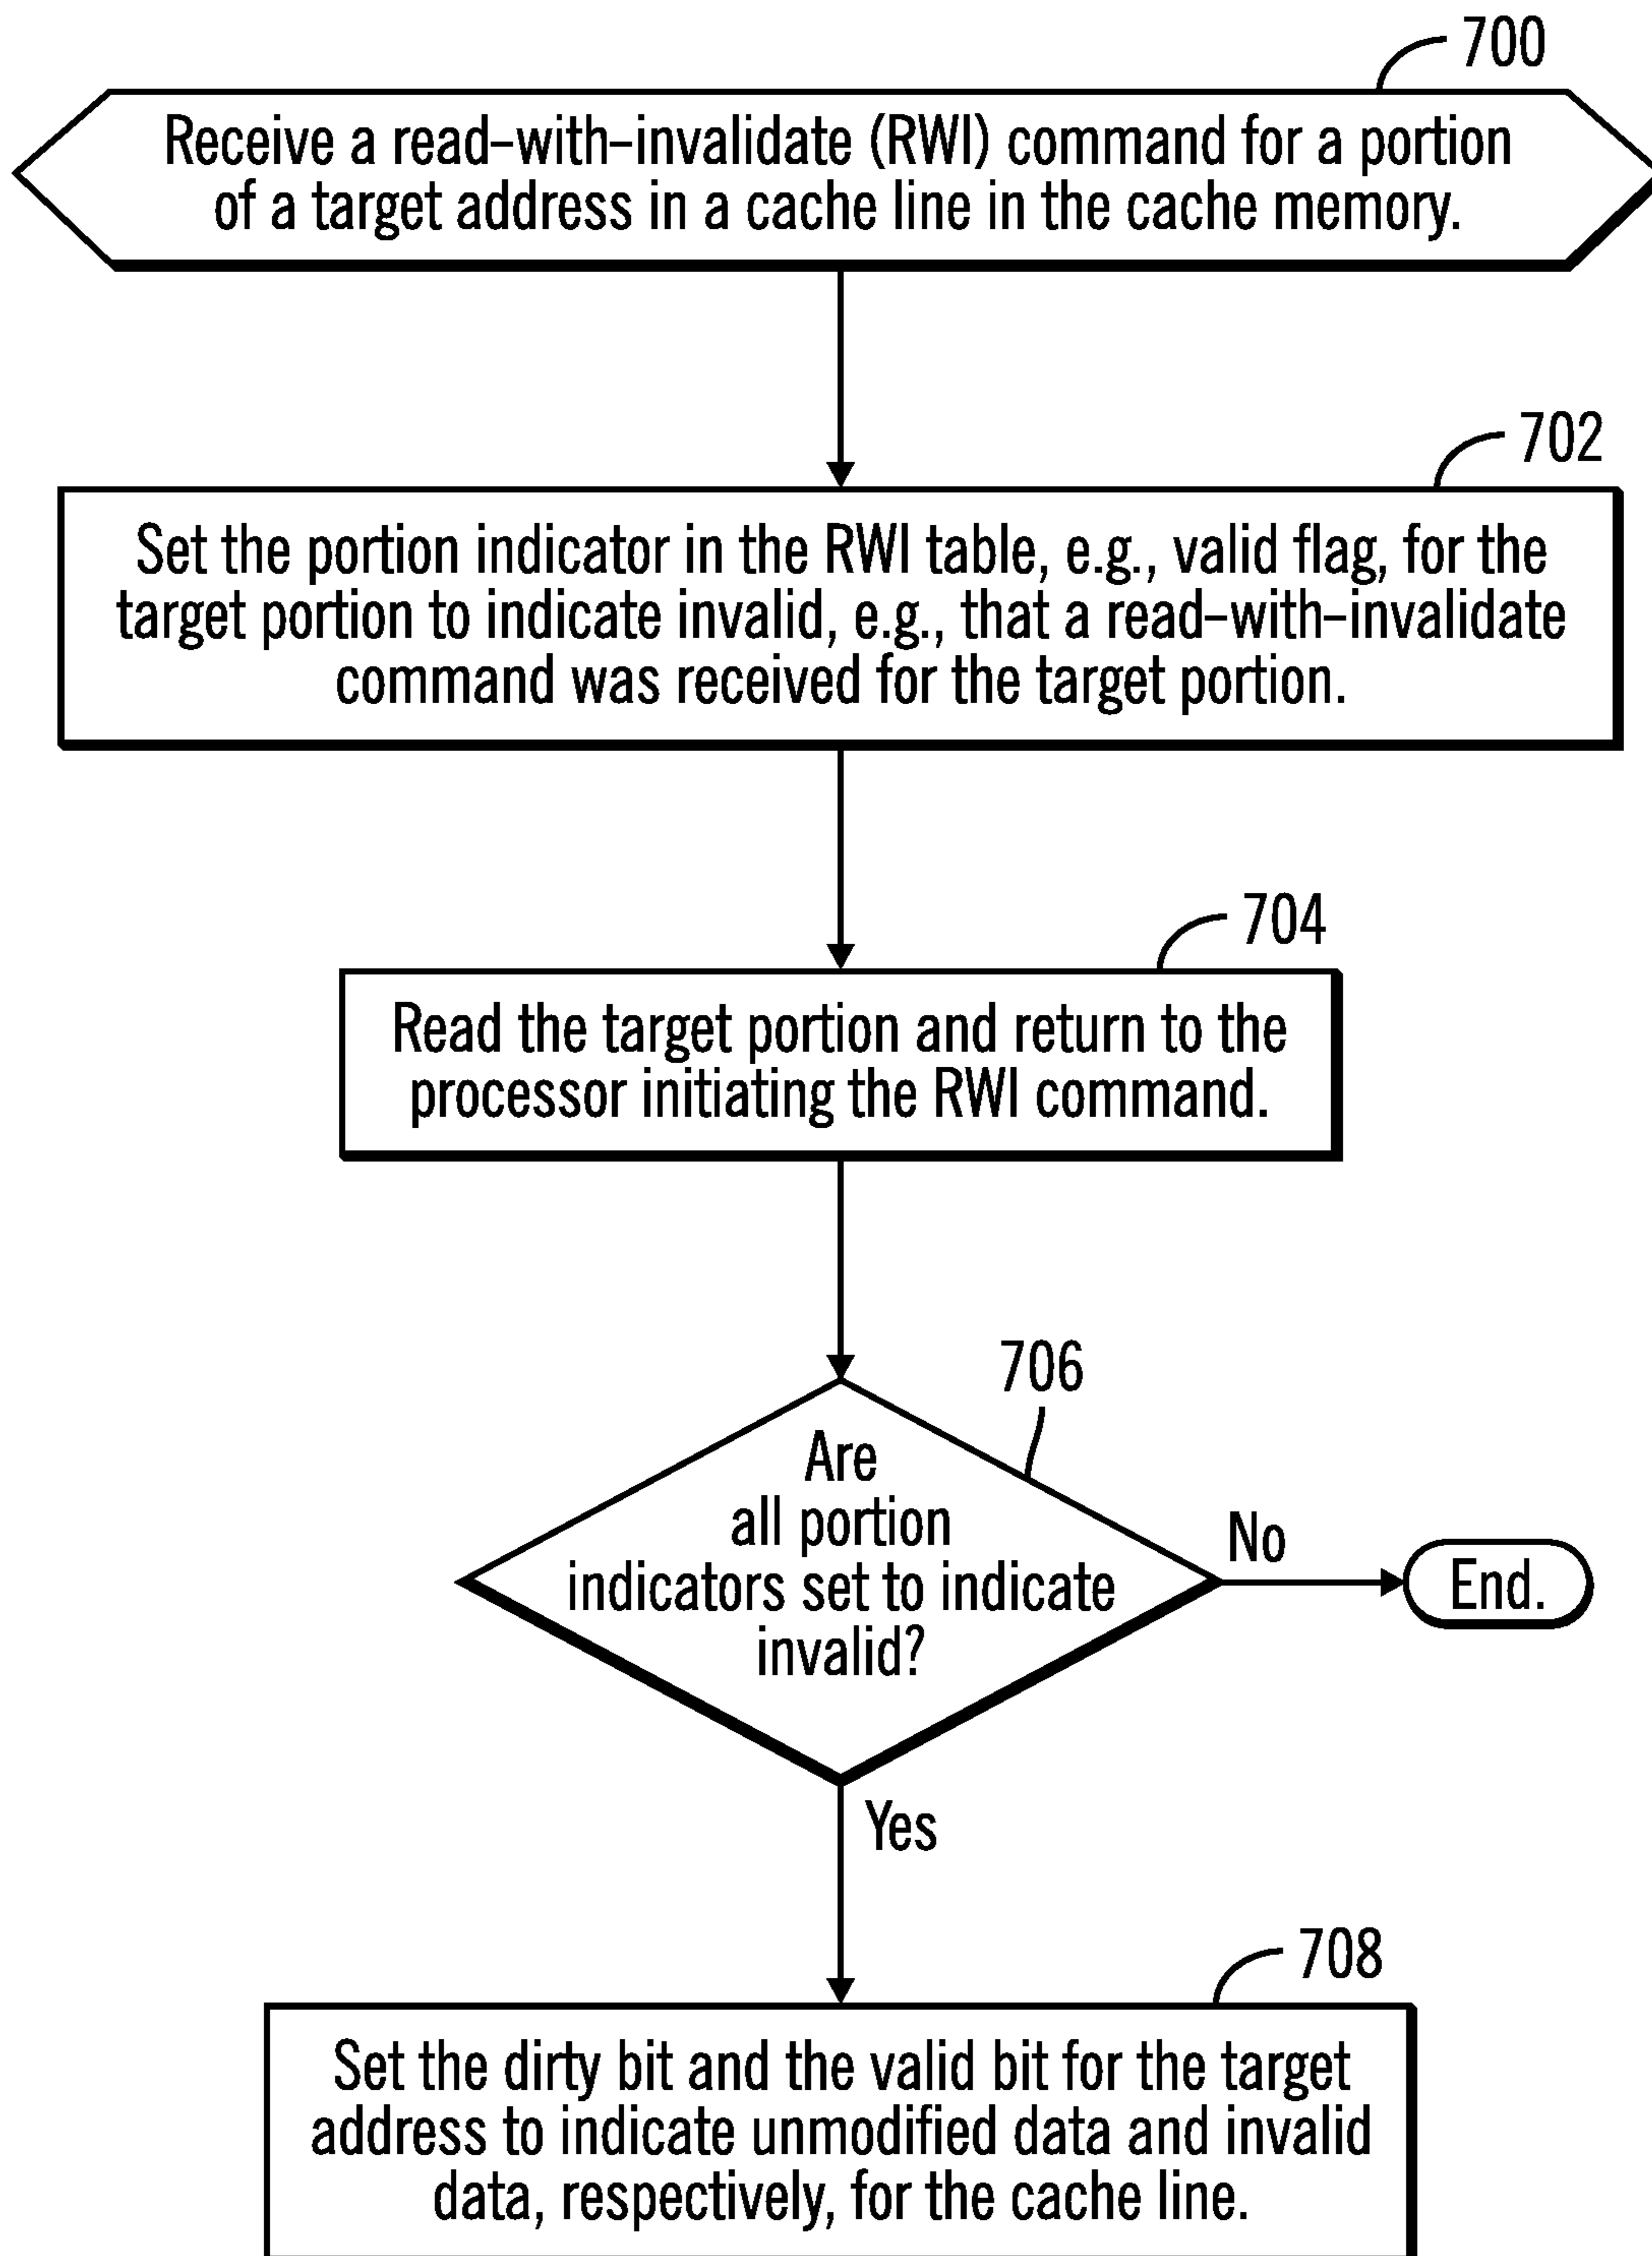 700
Receive a read–with–invalidate (RWI) command for a portion
of a target address in a cache line in the cache memory.
702
Set the portion indicator in the RWI table, e.g., valid flag, for the
target portion to indicate invalid, e.g., that a read–with–invalidate
command was received for the target portion.
704
Read the target portion and return to the
processor initiating the RWI command.
706
Are
all portion
indicators set to indicate
invalid?
No
End.
Yes
708
Set the dirty bit and the valid bit for the target
address to indicate unmodified data and invalid
data, respectively, for the cache line.